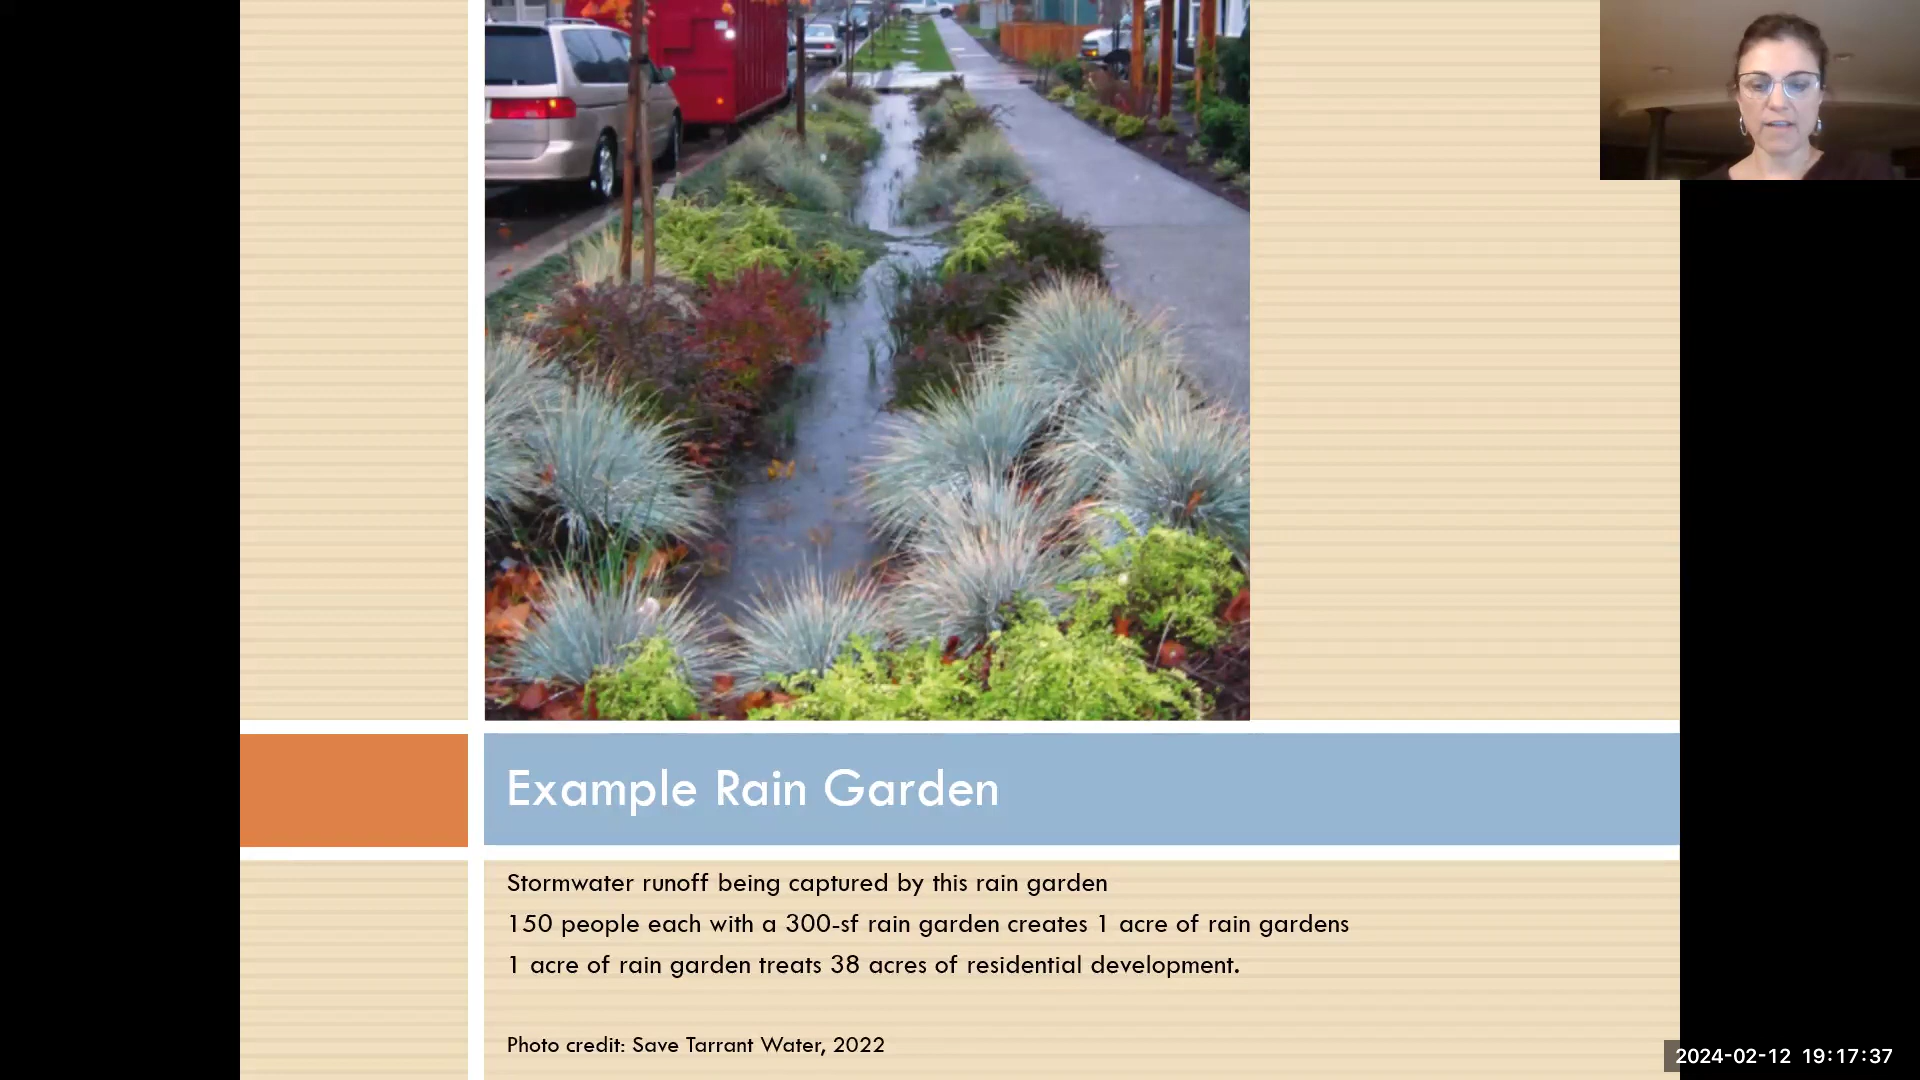 Example Rain Garden
Stormwater runoff being captured by this rain garden
150 people each with a 300-sf rain garden creates 1 acre of rain gardens
1 acre of rain garden treats 38 acres of residential development.
Photo credit: Save Tarrant Water, 2022
2024-02-12 19:17:37